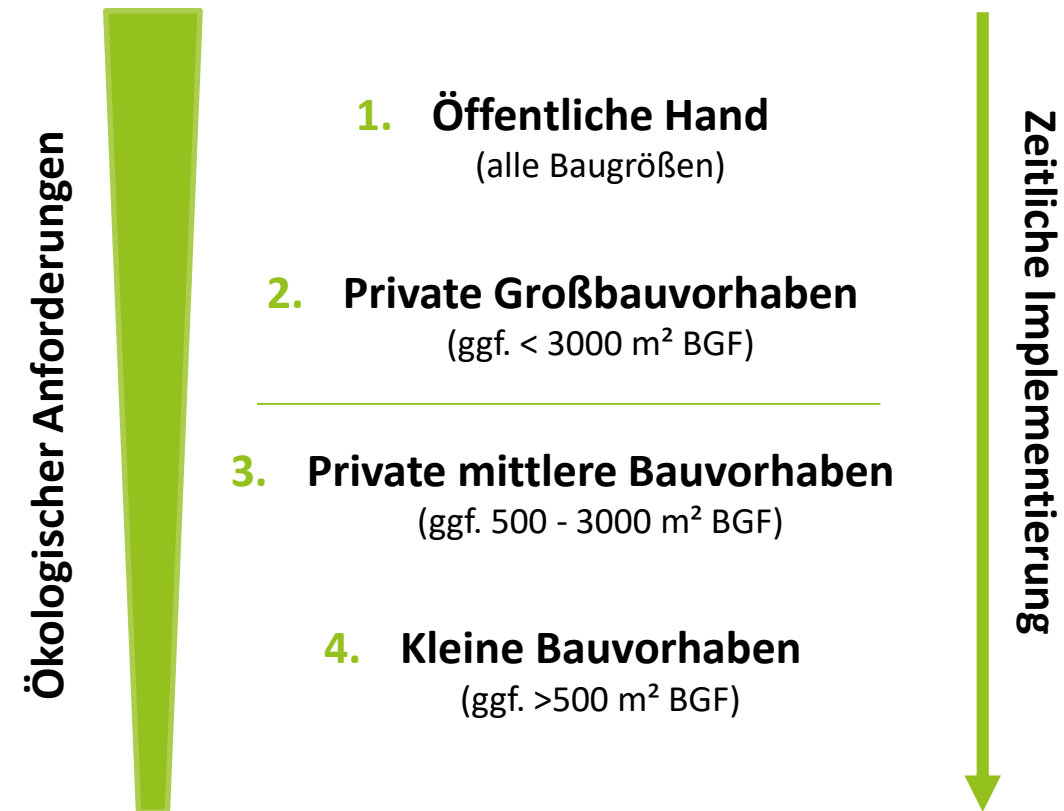 Ökologischer Anforderungen
1. Öffentliche Hand
(alle Baugrößen)
2. Private Großbauvorhaben
(ggf. < 3000 m² BGF)
3. Private mittlere Bauvorhaben
(ggf. 500 - 3000 m² BGF)
4. Kleine Bauvorhaben
(ggf. >500 m² BGF)
Zeitliche Implementierung